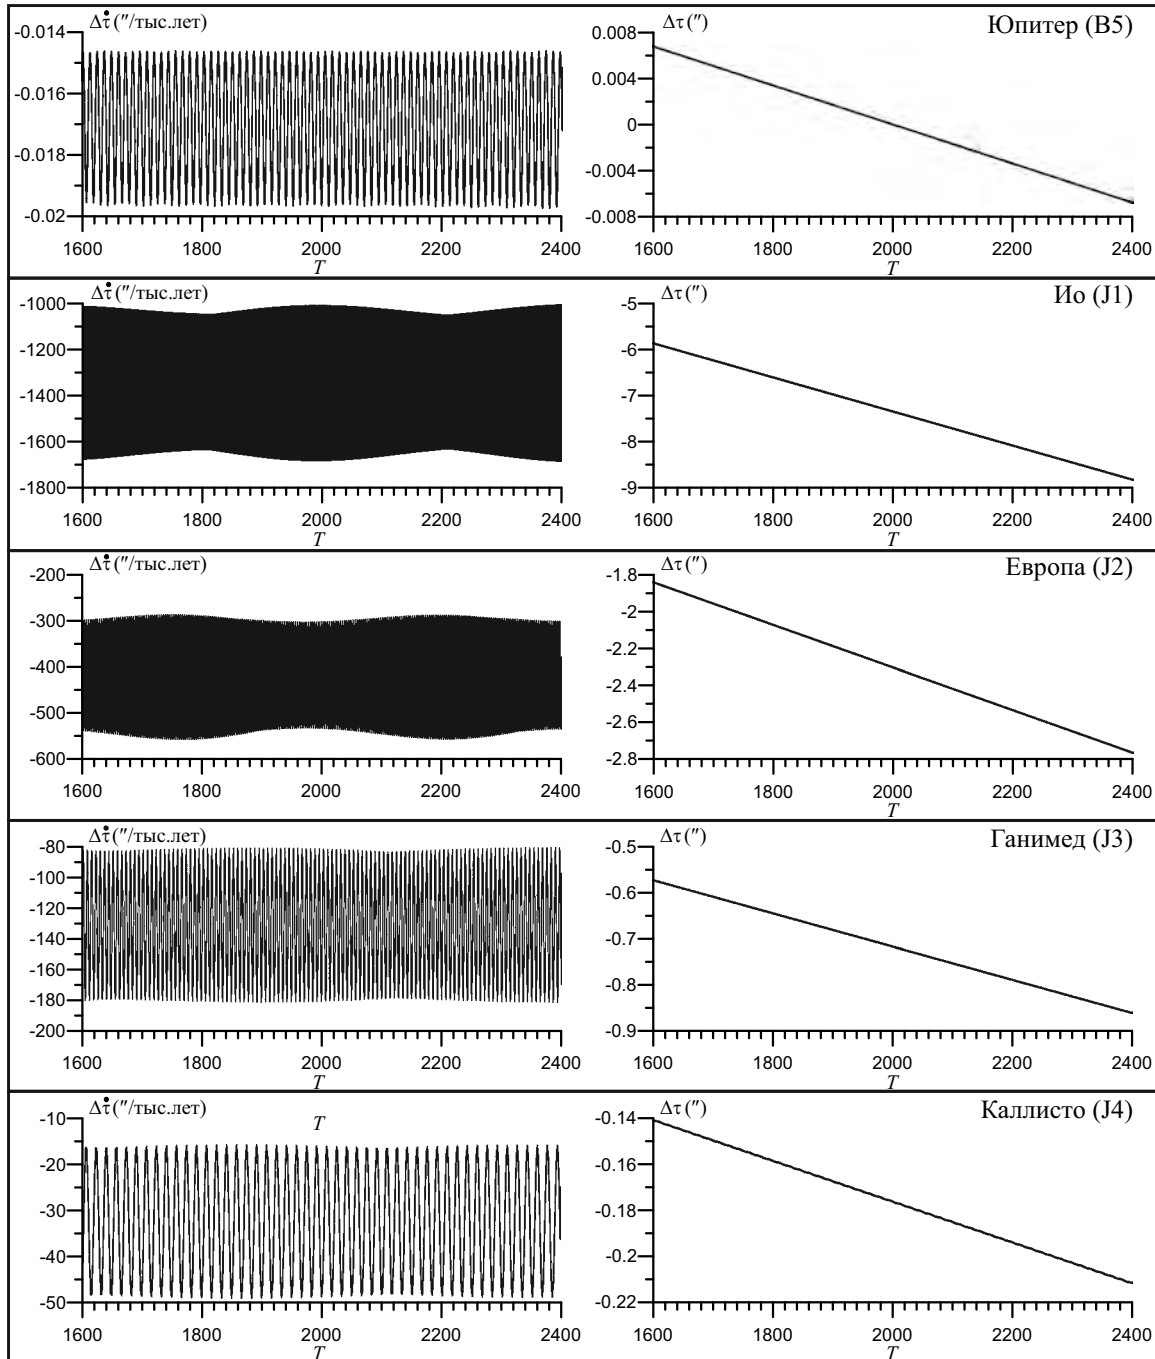 Δτ̇ (″/тыс.лет)
-0.014
-0.016
-0.018
-0.02
1600 1800 2000 2200 2400
T
Δτ (″) Юпитер (B5)
0.008
0.004
0
-0.004
-0.008
1600 1800 2000 2200 2400
T
Δτ̇ (″/тыс.лет)
-1000
-1200
-1400
-1600
-1800
1600 1800 2000 2200 2400
T
Δτ (″) Ио (J1)
-5
-6
-7
-8
-9
1600 1800 2000 2200 2400
T
Δτ̇ (″/тыс.лет)
-200
-300
-400
-500
-600
1600 1800 2000 2200 2400
T
Δτ (″) Европа (J2)
-1.8
-2
-2.2
-2.4
-2.6
-2.8
1600 1800 2000 2200 2400
T
Δτ̇ (″/тыс.лет)
-80
-100
-120
-140
-160
-180
-200
1600 1800 2000 2200 2400
T
Δτ (″) Ганимед (J3)
-0.5
-0.6
-0.7
-0.8
-0.9
1600 1800 2000 2200 2400
T
Δτ̇ (″/тыс.лет)
T
-10
-20
-30
-40
-50
1600 1800 2000 2200 2400
T
Δτ (″) Каллисто (J4)
-0.14
-0.16
-0.18
-0.2
-0.22
1600 1800 2000 2200 2400
T